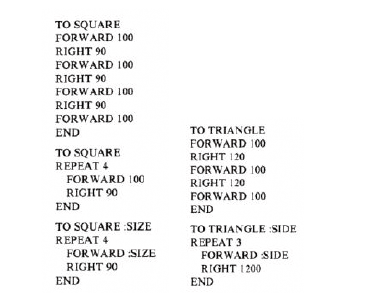 TO SQUARE
FORWARD 100
RIGHT 90
FORWARD 100
RIGHT 90
FORWARD 100
RIGHT 90
FORWARD 100
END
TO SQUARE
REPEAT 4
FORWARD 100
RIGHT 90
END
TO SQUARE :SIZE
REPEAT 4
FORWARD :SIZE
RIGHT 90
END
TO TRIANGLE
FORWARD 100
RIGHT 120
FORWARD 100
RIGHT 120
FORWARD 100
END
TO TRIANGLE :SIDE
REPEAT 3
FORWARD :SIDE
RIGHT 1200
END